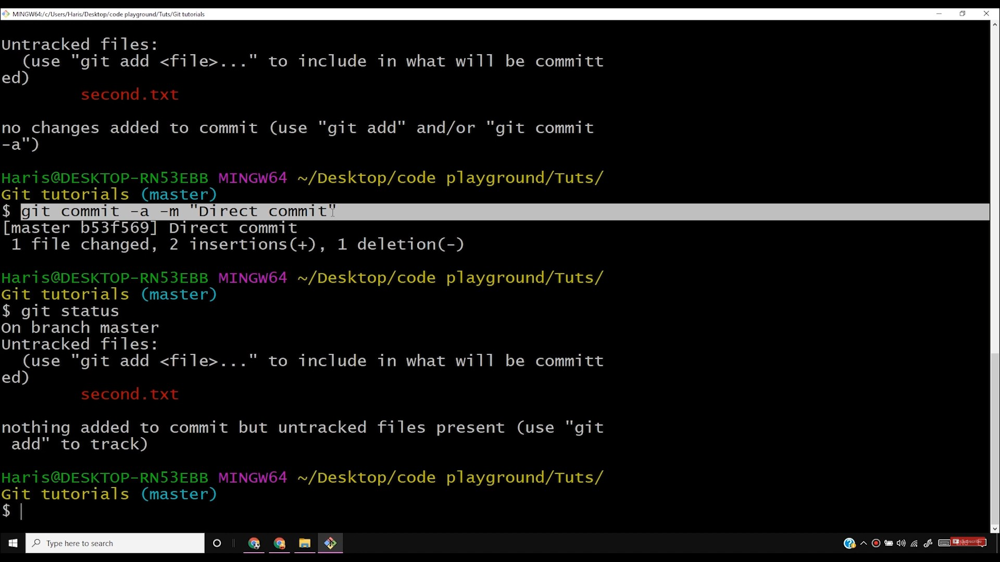 MINGW64:/c/Users/Haris/Desktop/code playground/Tuts/Git tutorials
Untracked files:
(use "git add <file>..." to include in what will be committ
ed)
second.txt
no changes added to commit (use "git add" and/or "git commit
-a")
Haris@DESKTOP-RN53EBB MINGW64 ~/Desktop/code playground/Tuts/
Git tutorials (master)
$ git commit -a -m "Direct commit"
[master b53f569] Direct commit
1 file changed, 2 insertions(+), 1 deletion(-)
Haris@DESKTOP-RN53EBB MINGW64 ~/Desktop/code playground/Tuts/
Git tutorials (master)
$ git status
On branch master
Untracked files:
(use "git add <file>..." to include in what will be committ
ed)
second.txt
nothing added to commit but untracked files present (use "git
add" to track)
Haris@DESKTOP-RN53EBB MINGW64 ~/Desktop/code playground/Tuts/
Git tutorials (master)
$
Type here to search
Subscribe